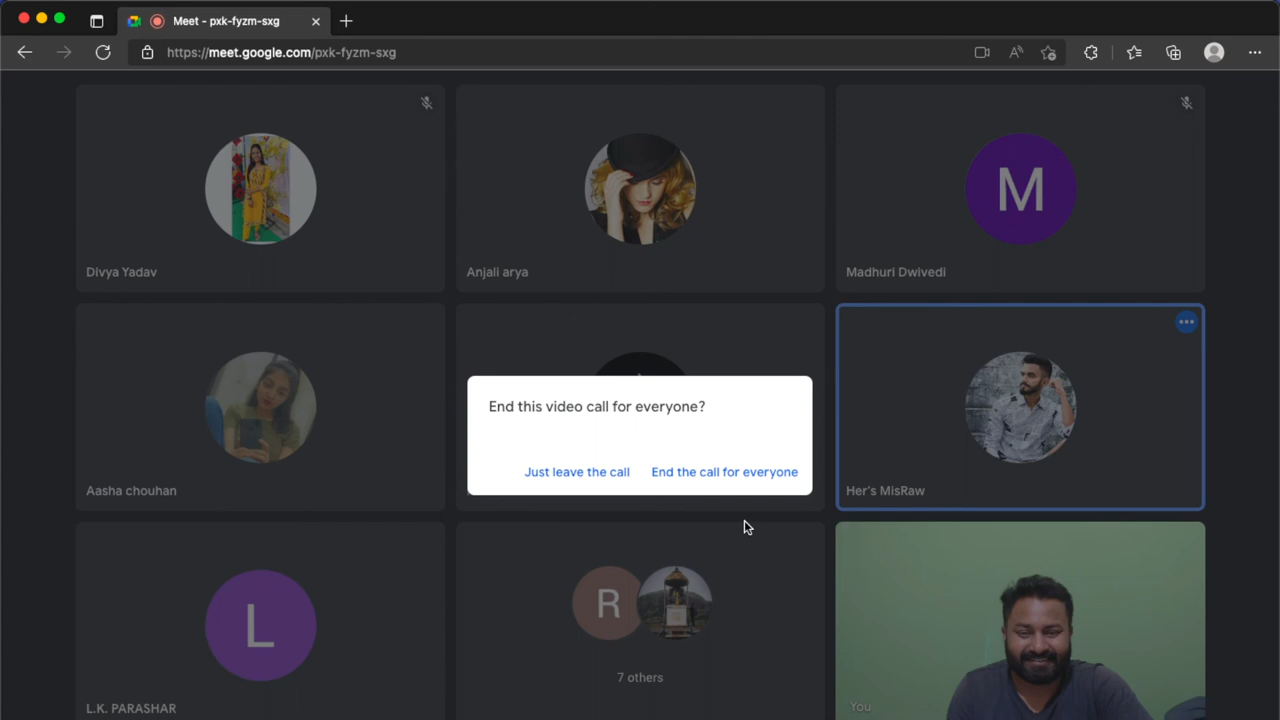 Meet - pxk-fyzm-sxg
https://meet.google.com/pxk-fyzm-sxg
M
Divya Yadav
Anjali arya
Madhuri Dwivedi
End this video call for everyone?
Just leave the call
End the call for everyone
Aasha chouhan
Her's MisRaw
L
R
7 others
L.K. PARASHAR
You